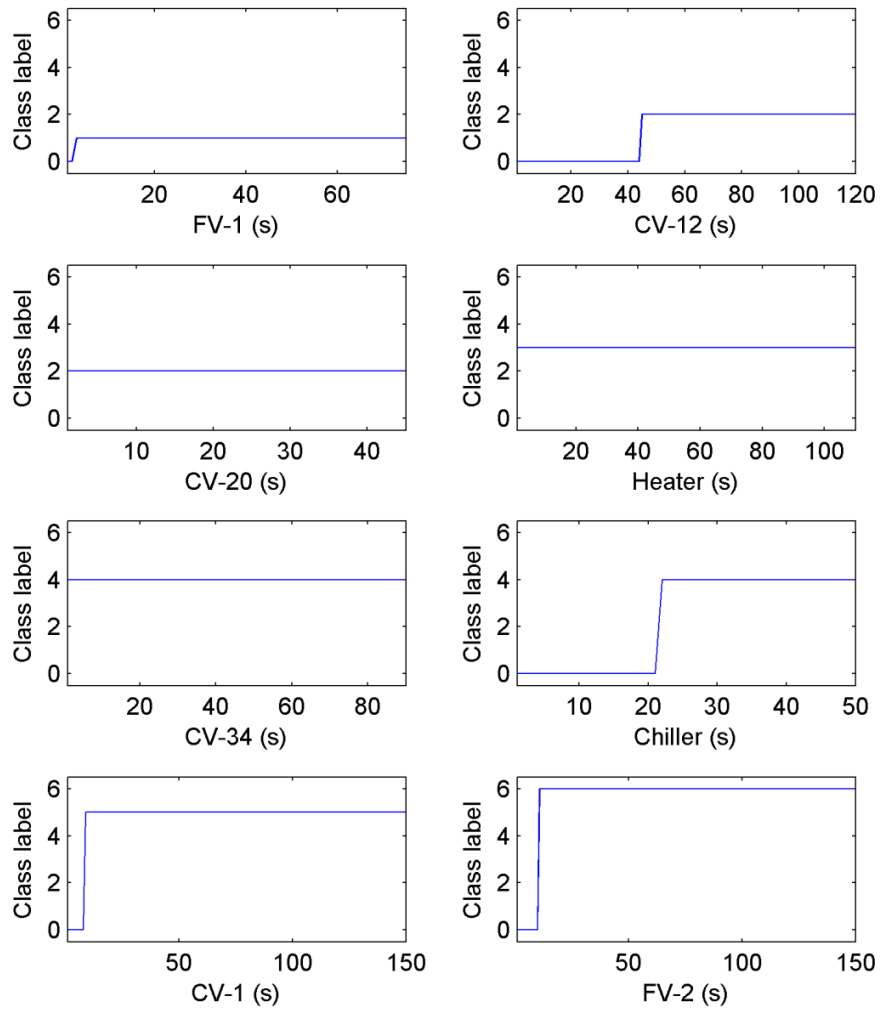 Class label
6
4
2
0
20 40 60
FV-1 (s)
Class label
6
4
2
0
20 40 60 80 100 120
CV-12 (s)
Class label
6
4
2
0
10 20 30 40
CV-20 (s)
Class label
6
4
2
0
20 40 60 80 100
Heater (s)
Class label
6
4
2
0
20 40 60 80
CV-34 (s)
Class label
6
4
2
0
10 20 30 40 50
Chiller (s)
Class label
6
4
2
0
50 100 150
CV-1 (s)
Class label
6
4
2
0
50 100 150
FV-2 (s)